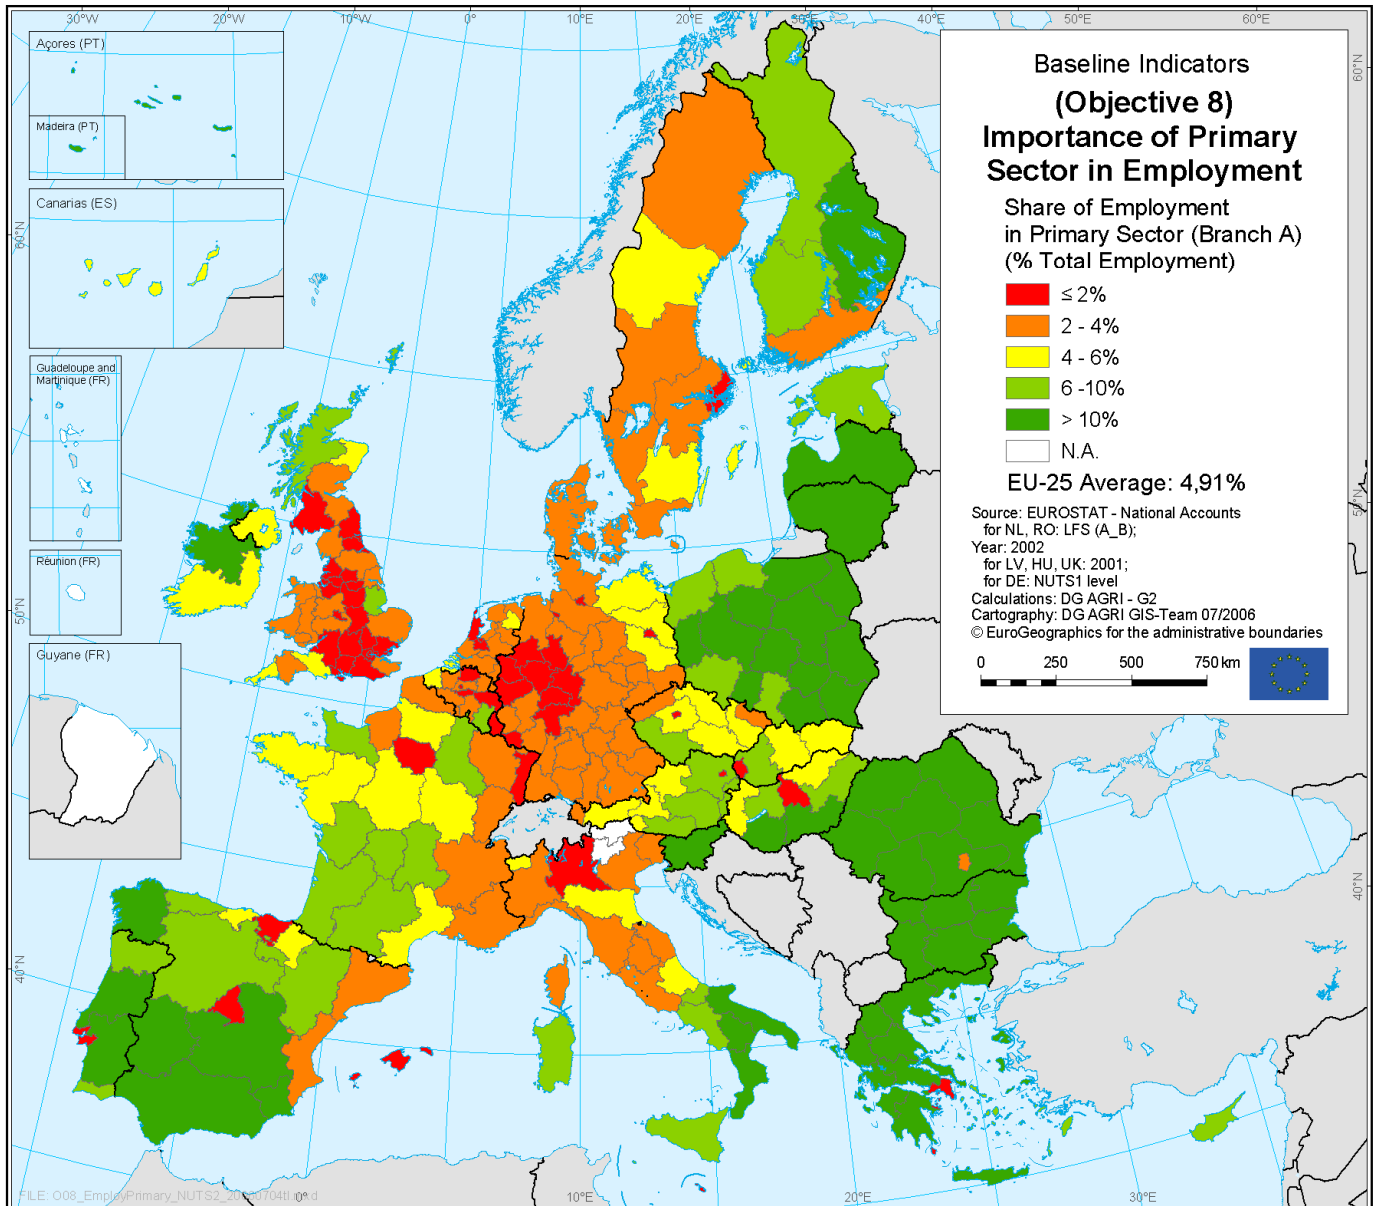 30°W 20°W 10°W 0° 10°E 20°E 30°E 40°E 50°E 60°E
Açores (PT)
Madeira (PT)
Canarias (ES)
Guadeloupe and
Martinique (FR)
Réunion (FR)
Guyane (FR)
60°N
50°N
40°N
60°N
50°N
40°N
Baseline Indicators
(Objective 8)
Importance of Primary
Sector in Employment
Share of Employment
in Primary Sector (Branch A)
(% Total Employment)
≤ 2%
2 - 4%
4 - 6%
6 -10%
> 10%
N.A.
EU-25 Average: 4,91%
Source: EUROSTAT - National Accounts
for NL, RO: LFS (A_B);
Year: 2002
for LV, HU, UK: 2001;
for DE: NUTS1 level
Calculations: DG AGRI - G2
Cartography: DG AGRI GIS-Team 07/2006
© EuroGeographics for the administrative boundaries
0 250 500 750 km
0° 10°E 20°E 30°E